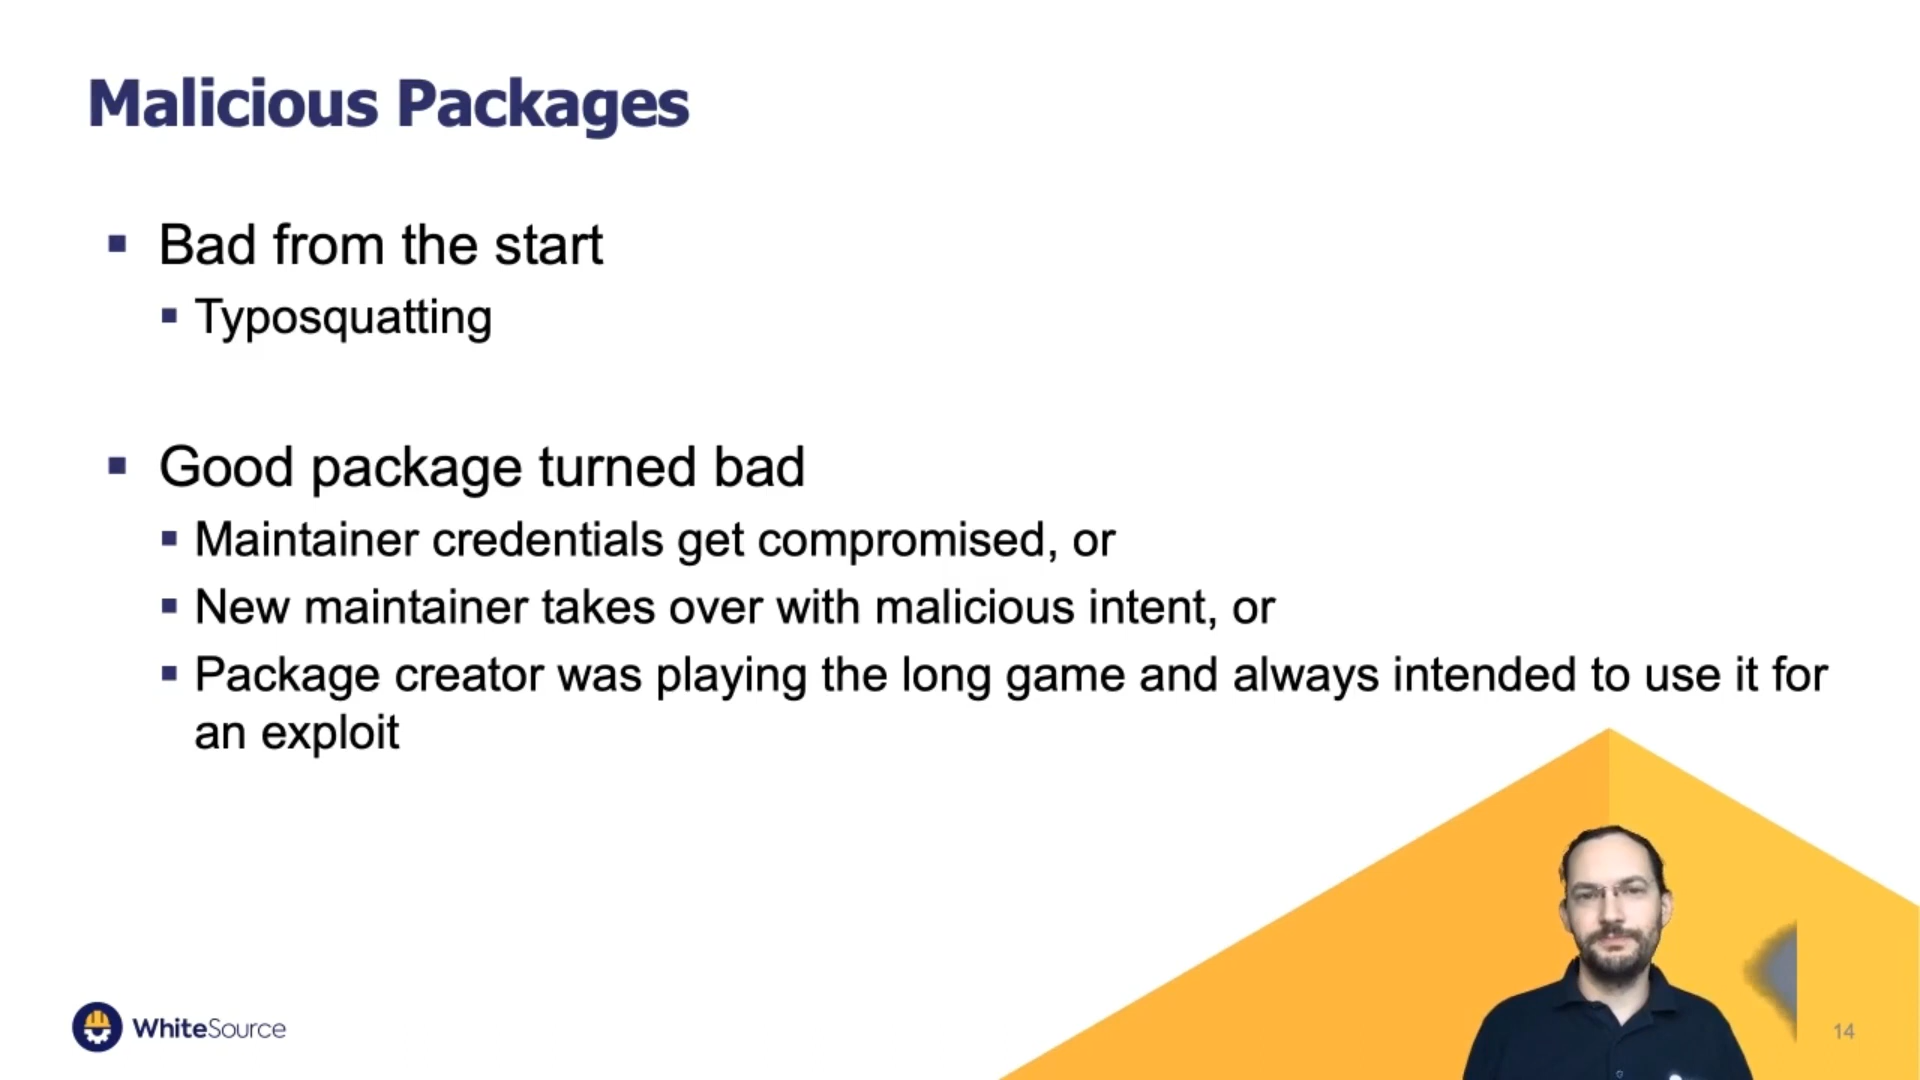 Malicious Packages
Bad from the start
Typosquatting
Good package turned bad
Maintainer credentials get compromised, or
New maintainer takes over with malicious intent, or
Package creator was playing the long game and always intended to use it for
an exploit
WhiteSource
14